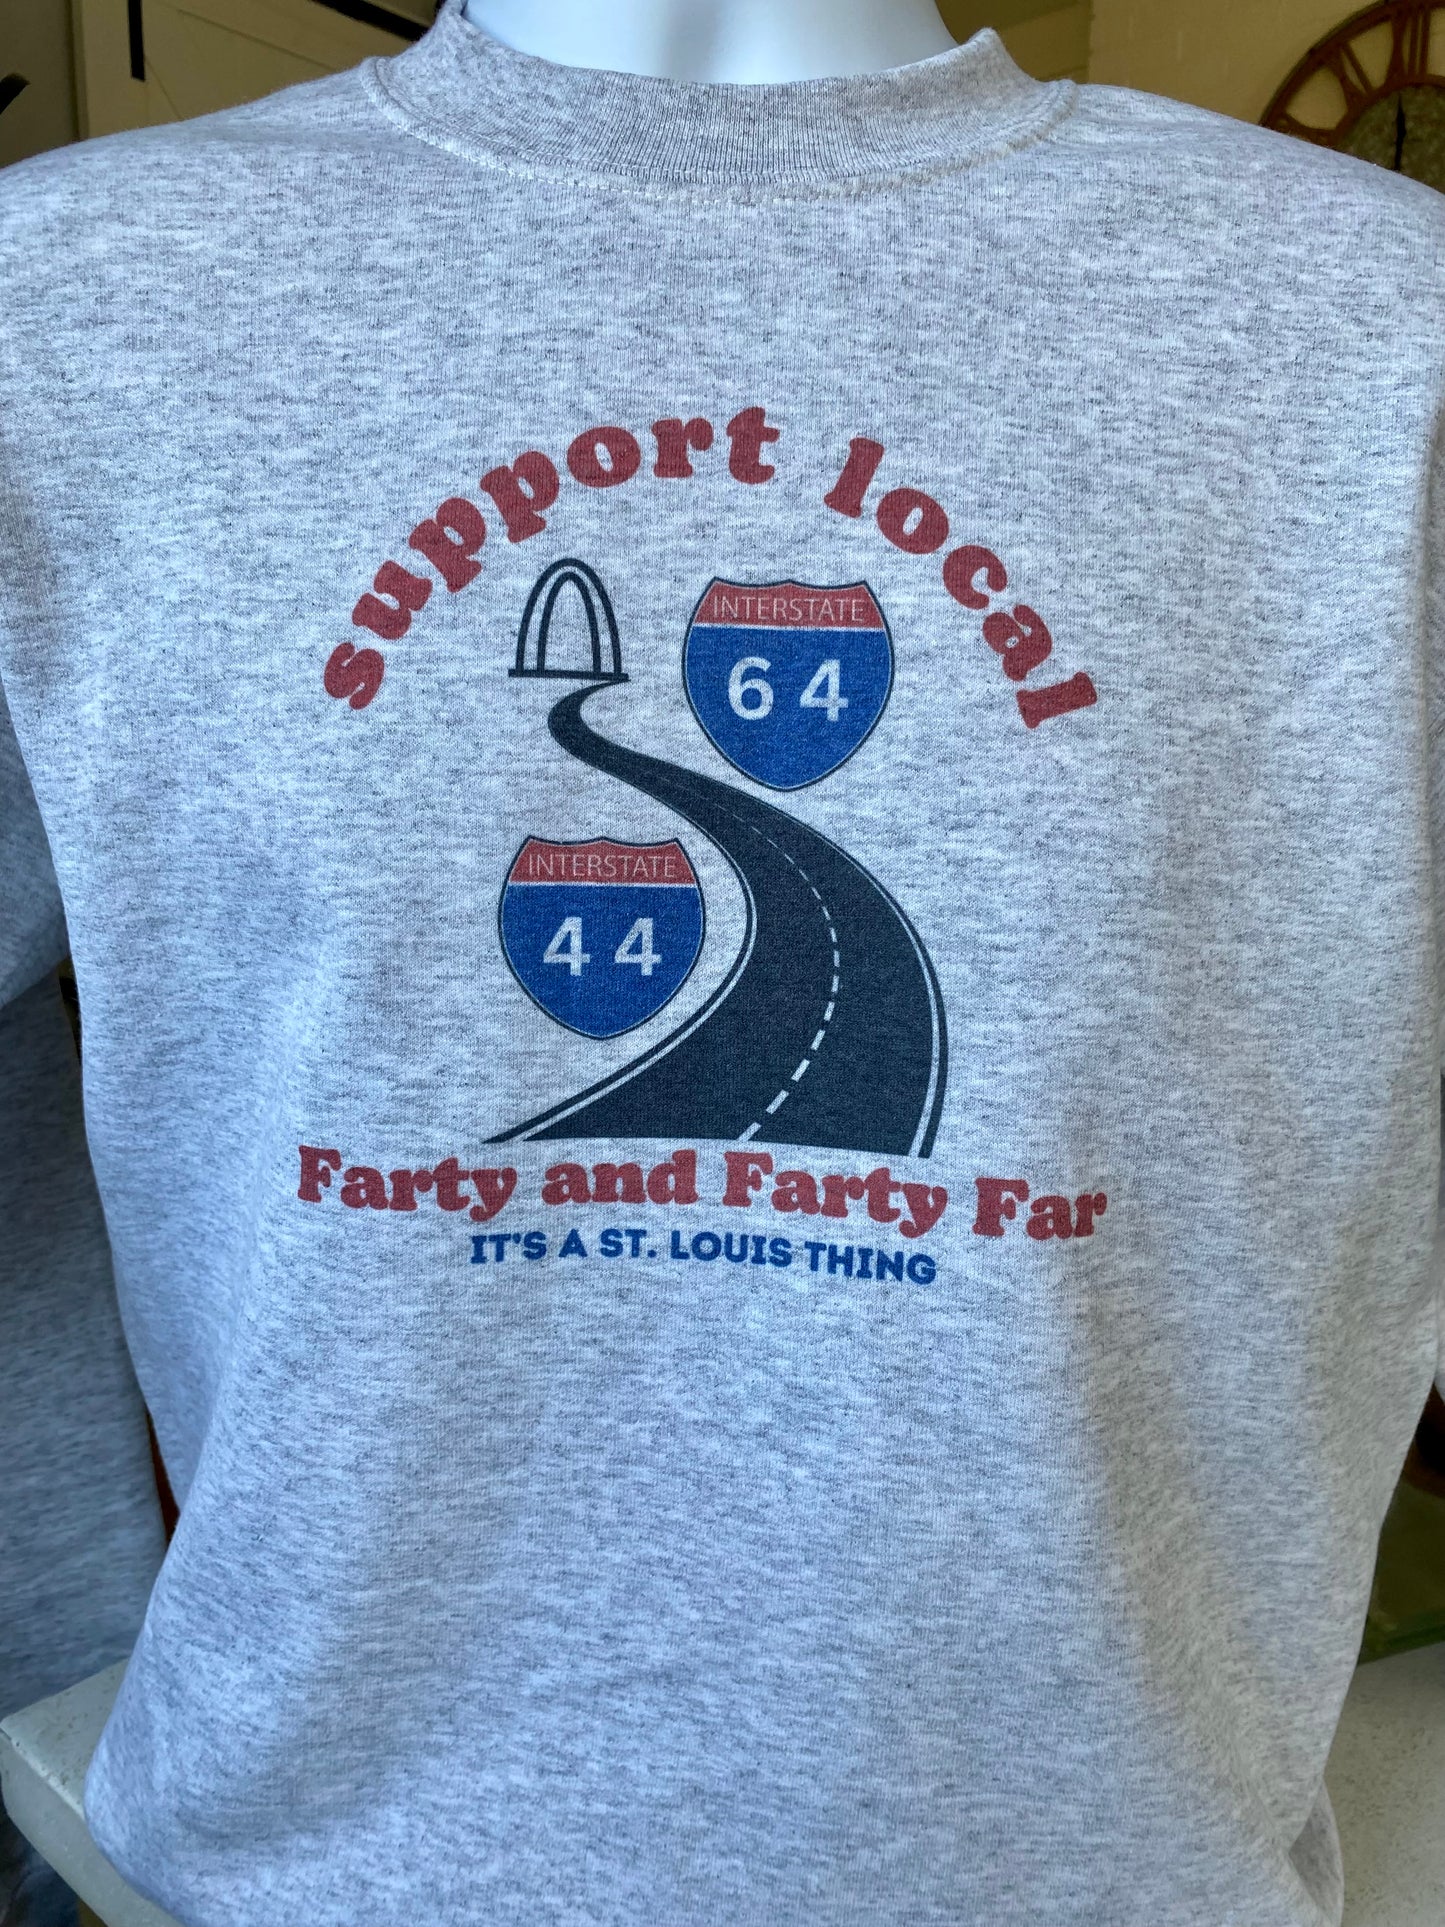 support local
INTERSTATE
64
INTERSTATE
44
Farty and Farty Far
IT'S A ST. LOUIS THING